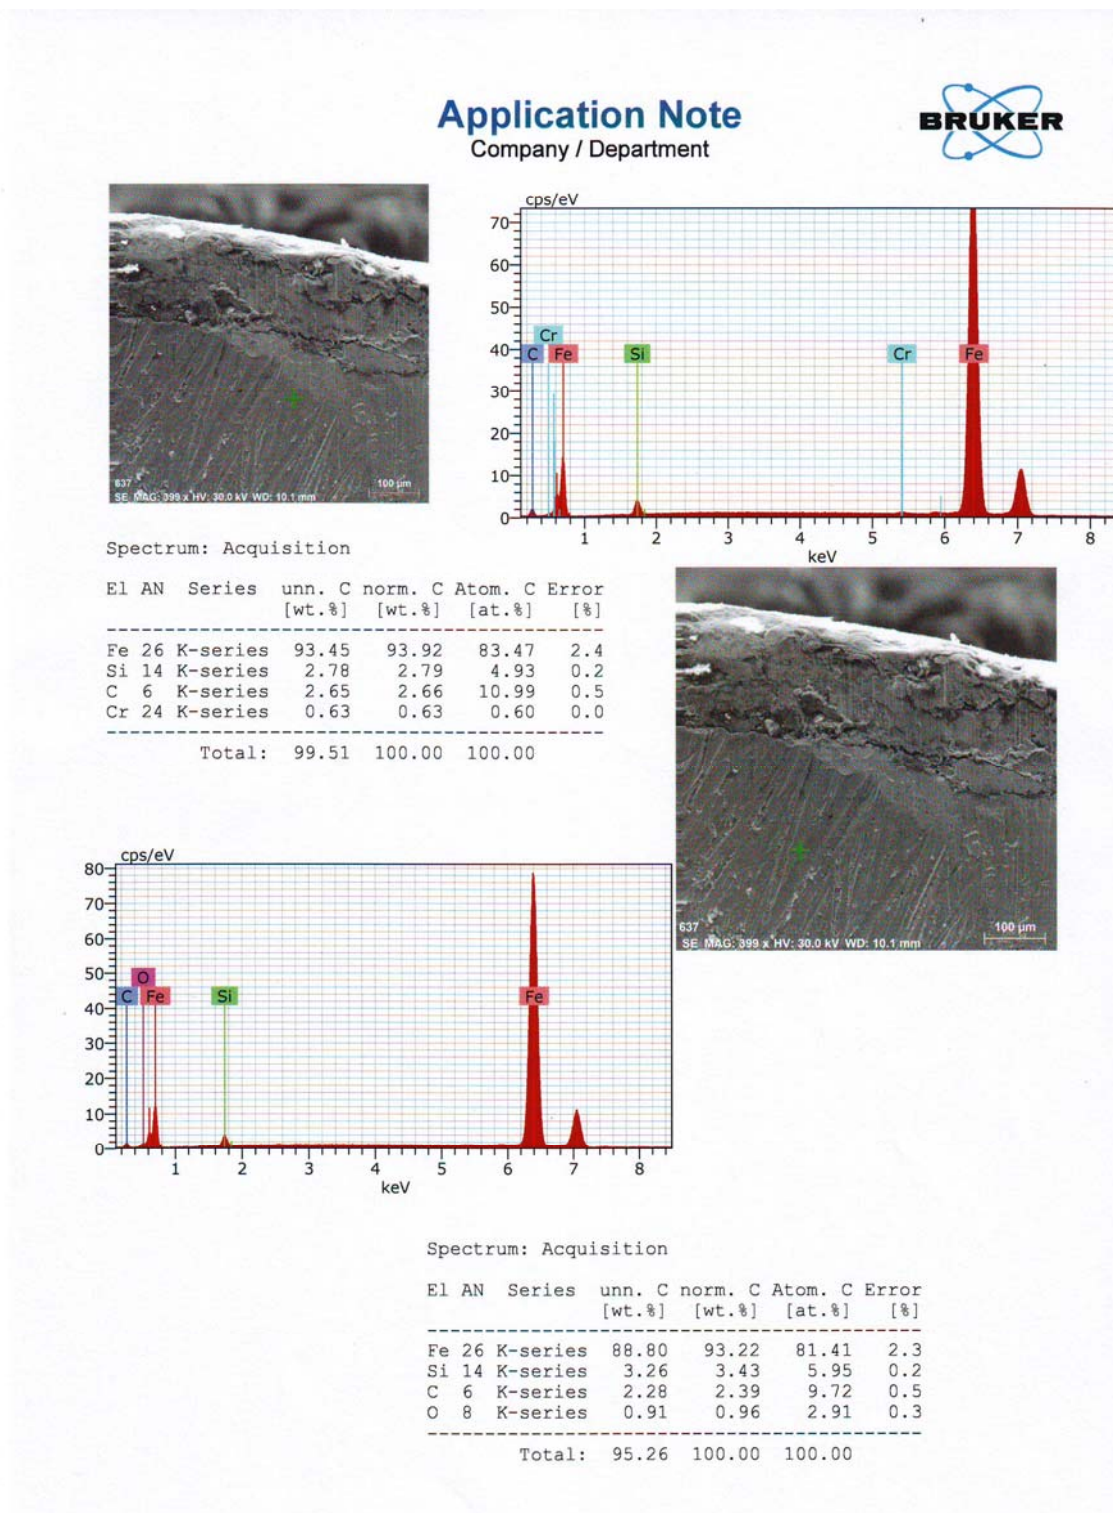 Application Note
Company / Department
BRUKER
637
SE MAG: 399 x HV: 30.0 kV WD: 10.1 mm
100 µm
cps/eV
70
60
50
40
30
20
10
0
Cr
C Fe Si Cr Fe
1 2 3 4 5 6 7 8
keV
Spectrum: Acquisition
El AN Series unn. C norm. C Atom. C Error
[wt.%] [wt.%] [at.%] [%]
Fe 26 K-series 93.45 93.92 83.47 2.4
Si 14 K-series 2.78 2.79 4.93 0.2
C 6 K-series 2.65 2.66 10.99 0.5
Cr 24 K-series 0.63 0.63 0.60 0.0
Total: 99.51 100.00 100.00
637
SE MAG: 399 x HV: 30.0 kV WD: 10.1 mm
100 µm
cps/eV
80
70
60
50
40
30
20
10
0
O
C Fe Si Fe
1 2 3 4 5 6 7 8
keV
Spectrum: Acquisition
El AN Series unn. C norm. C Atom. C Error
[wt.%] [wt.%] [at.%] [%]
Fe 26 K-series 88.80 93.22 81.41 2.3
Si 14 K-series 3.26 3.43 5.95 0.2
C 6 K-series 2.28 2.39 9.72 0.5
O 8 K-series 0.91 0.96 2.91 0.3
Total: 95.26 100.00 100.00